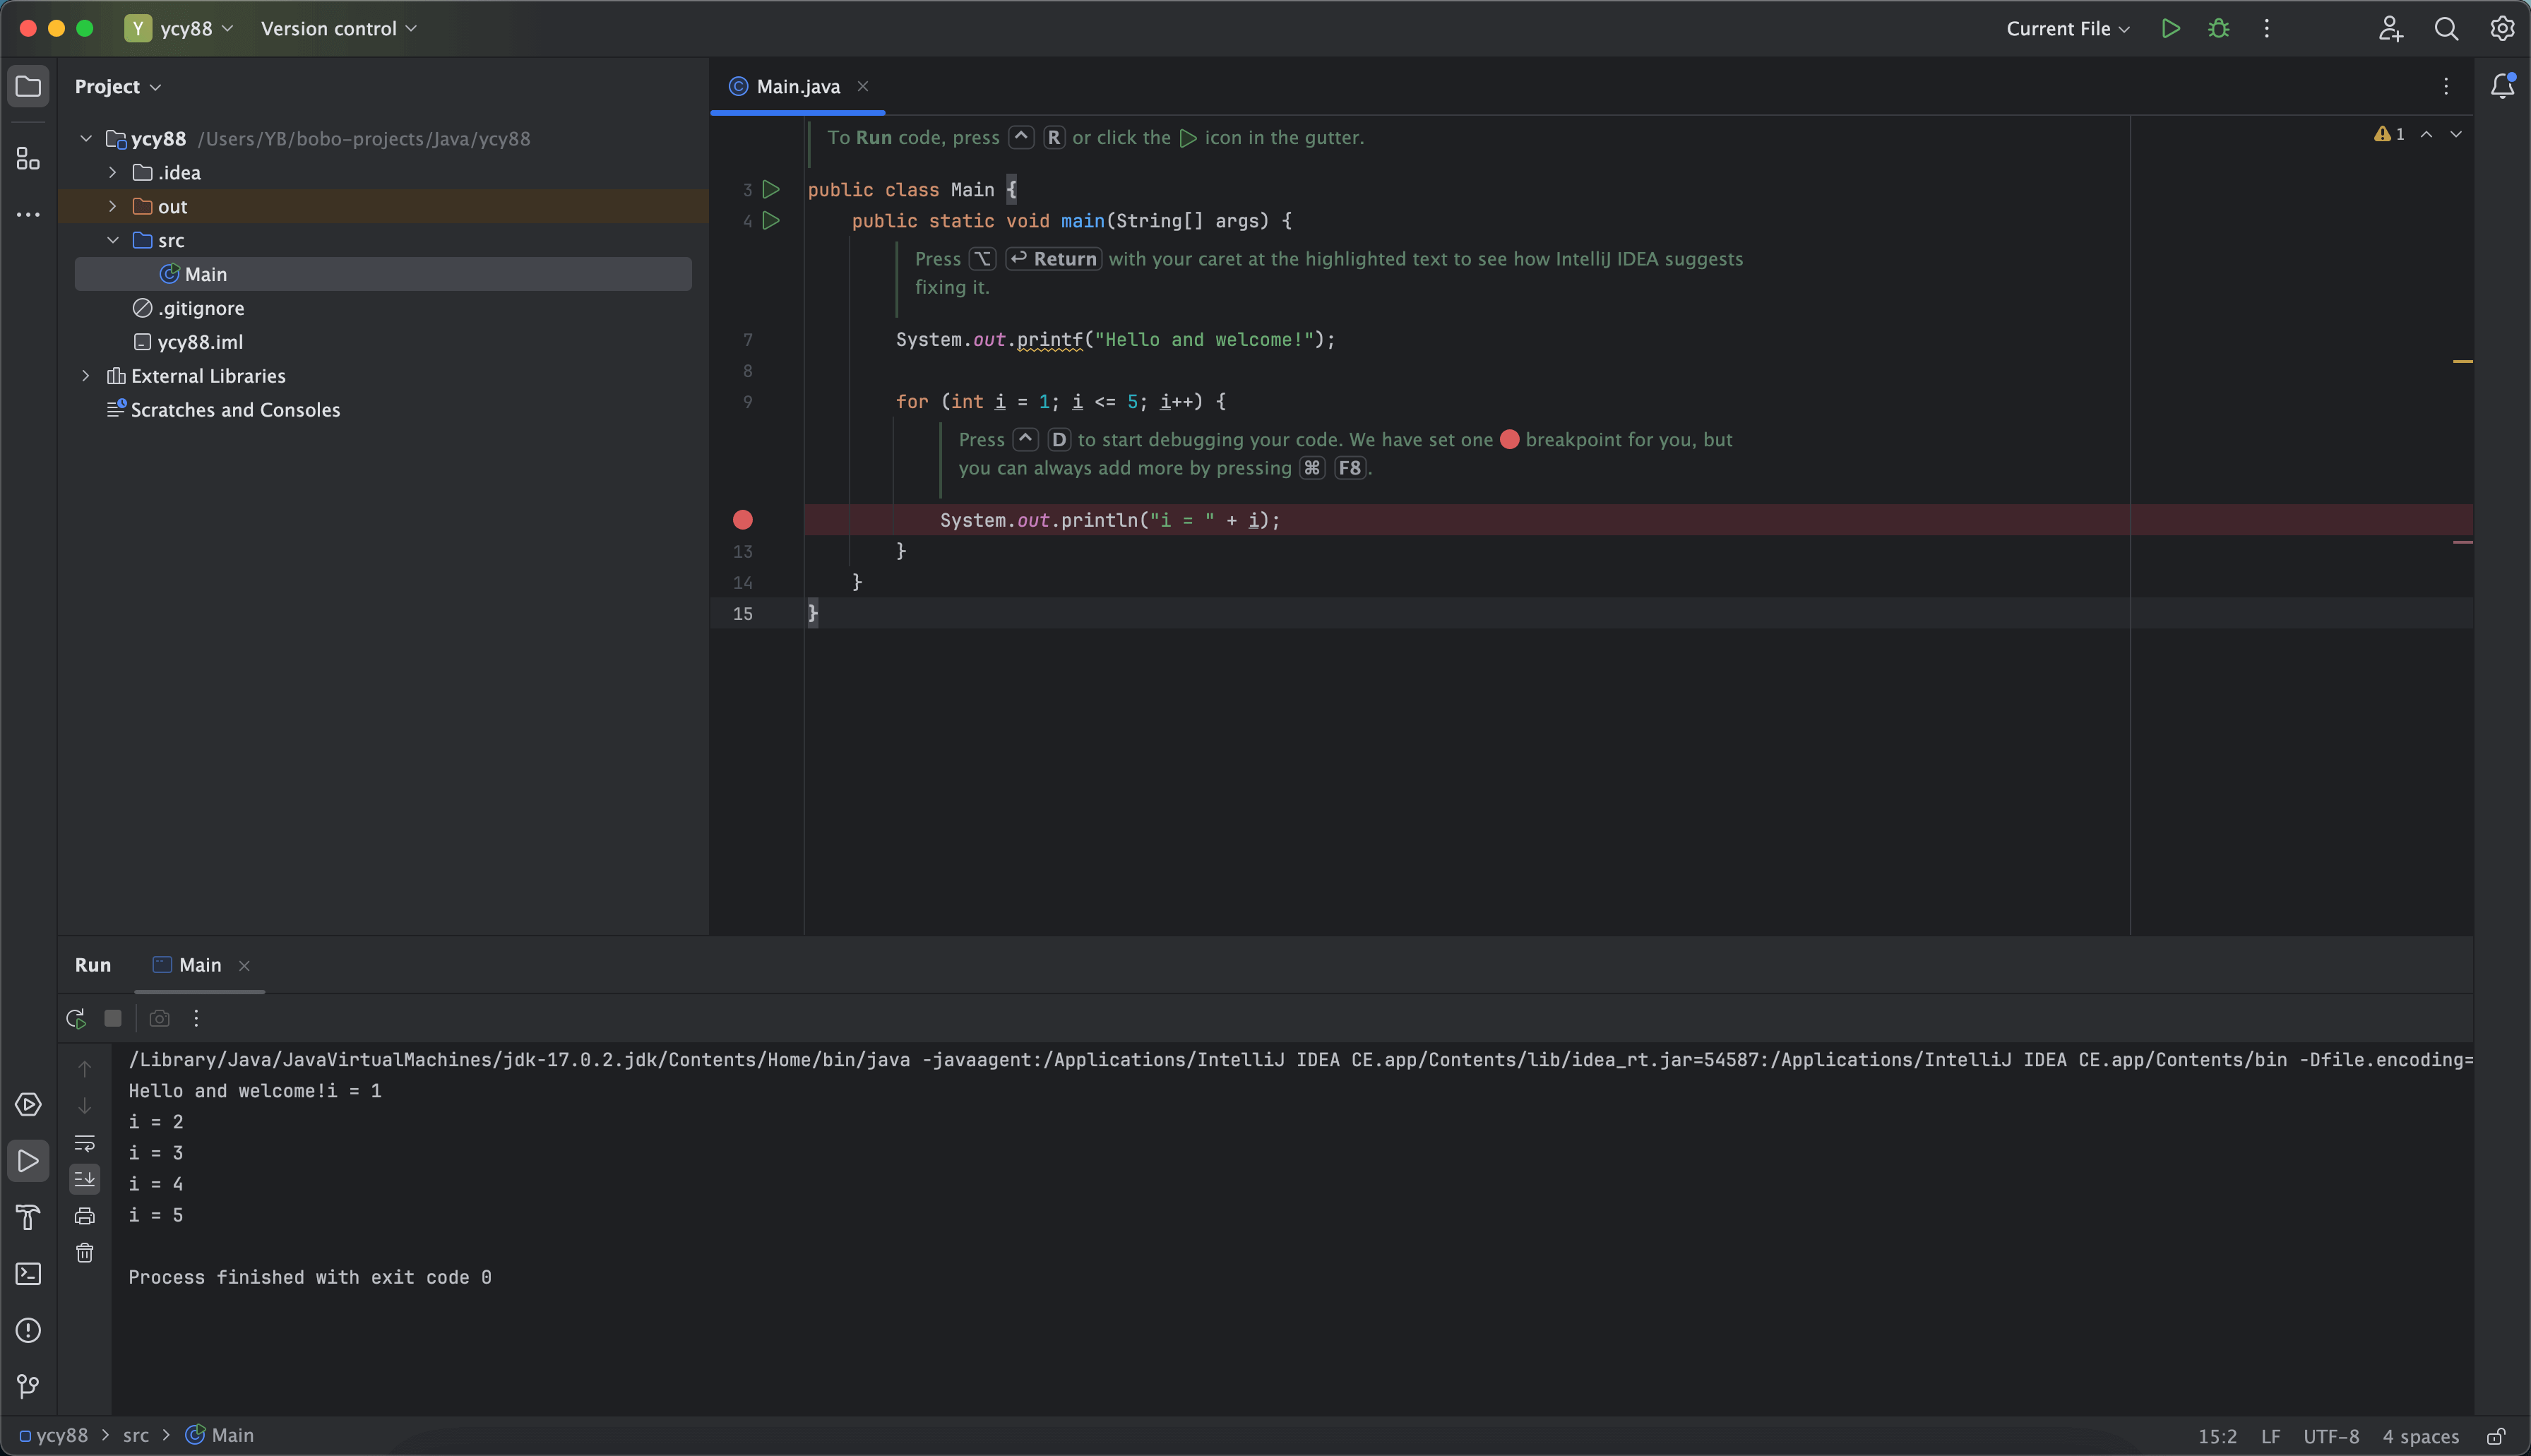 Y ycy88 Version control Current File
Project
Main.java
ycy88 /Users/YB/bobo-projects/Java/ycy88
.idea
out
src
Main
.gitignore
ycy88.iml
External Libraries
Scratches and Consoles
To Run code, press ^ R or click the icon in the gutter.
1
3 public class Main {
4 public static void main(String[] args) {
Press ⌥ ↩ Return with your caret at the highlighted text to see how IntelliJ IDEA suggests
fixing it.
7 System.out.printf("Hello and welcome!");
8
9 for (int i = 1; i <= 5; i++) {
Press ^ D to start debugging your code. We have set one breakpoint for you, but
you can always add more by pressing ⌘ F8.
System.out.println("i = " + i);
13 }
14 }
15 }
Run Main
/Library/Java/JavaVirtualMachines/jdk-17.0.2.jdk/Contents/Home/bin/java -javaagent:/Applications/IntelliJ IDEA CE.app/Contents/lib/idea_rt.jar=54587:/Applications/IntelliJ IDEA CE.app/Contents/bin -Dfile.encoding=
Hello and welcome!i = 1
i = 2
i = 3
i = 4
i = 5
Process finished with exit code 0
ycy88 > src > Main 15:2 LF UTF-8 4 spaces